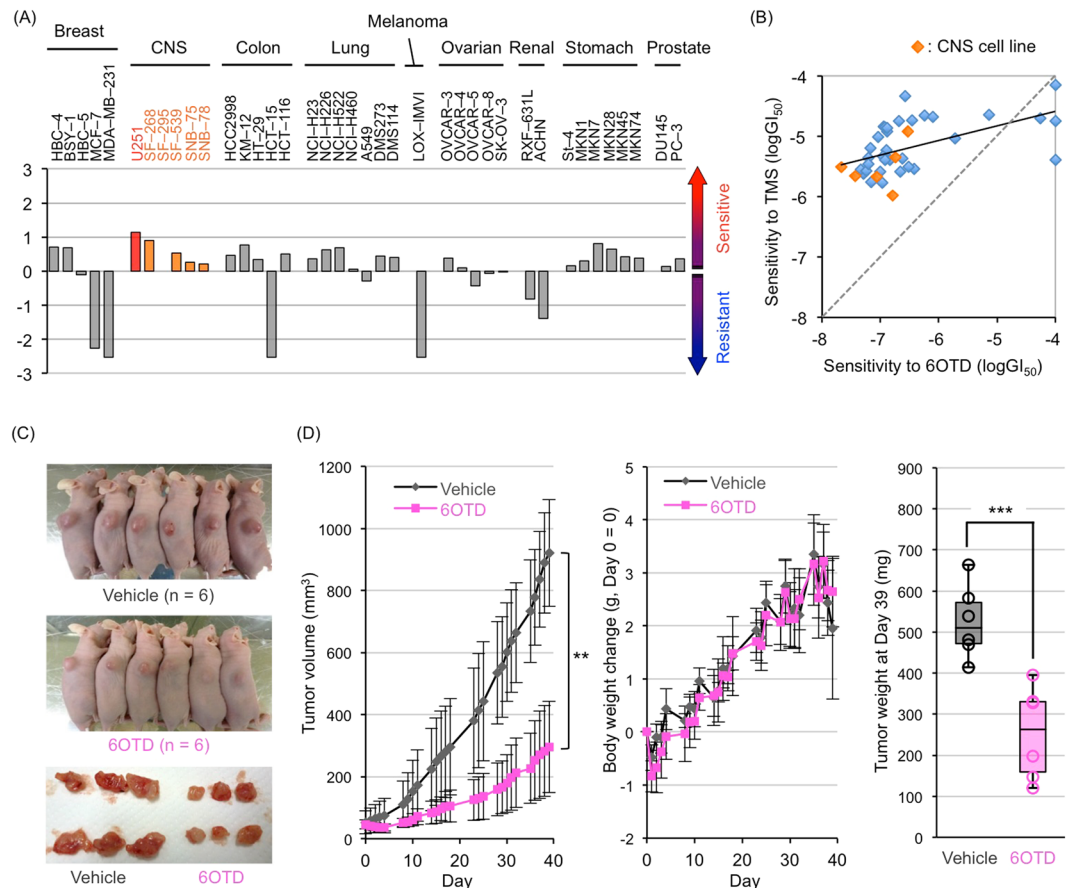 (A)
Breast
CNS
Colon
Lung
Melanoma
Ovarian
Renal
Stomach
Prostate
HBC–4
BSY–1
HBC–5
MCF–7
MDA–MB–231
U251
SF–268
SF–295
SF–539
SNB–75
SNB–78
HCC2998
KM–12
HT–29
HCT–15
HCT–116
NCI–H23
NCI–H226
NCI–H522
NCI–H460
A549
DMS273
DMS114
LOX–IMVI
OVCAR–3
OVCAR–4
OVCAR–5
OVCAR–8
SK–OV–3
RXF–631L
ACHN
St–4
MKN1
MKN7
MKN28
MKN45
MKN74
DU145
PC–3
3
2
1
0
-1
-2
-3
Sensitive
Resistant
(B)
: CNS cell line
Sensitivity to TMS (logGI50)
-4
-5
-6
-7
-8
-8 -7 -6 -5 -4
Sensitivity to 6OTD (logGI50)
(C)
Vehicle (n = 6)
6OTD (n = 6)
Vehicle 6OTD
(D)
Tumor volume (mm3)
1200
1000
800
600
400
200
0
0 10 20 30 40
Day
Vehicle
6OTD
**
Body weight change (g, Day 0 = 0)
5
4
3
2
1
0
-1
-2
0 10 20 30 40
Day
Vehicle
6OTD
Tumor weight at Day 39 (mg)
900
800
700
600
500
400
300
200
100
0
***
Vehicle 6OTD